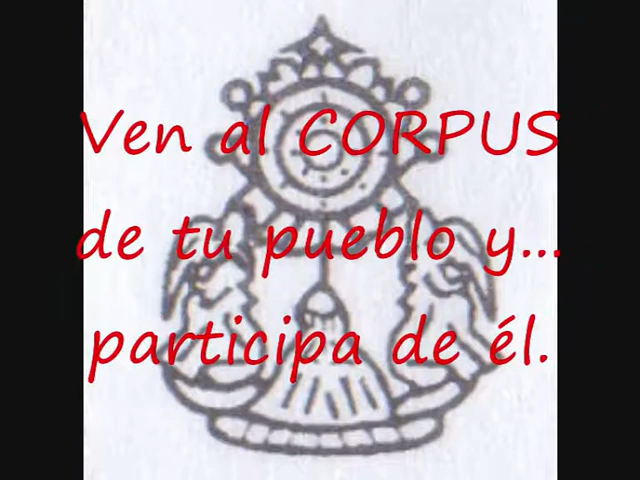 Ven al CORPUS
de tu pueblo y...
participa de él.